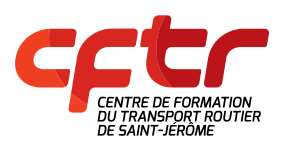 cftr
CENTRE DE FORMATION
DU TRANSPORT ROUTIER
DE SAINT-JÉRÔME